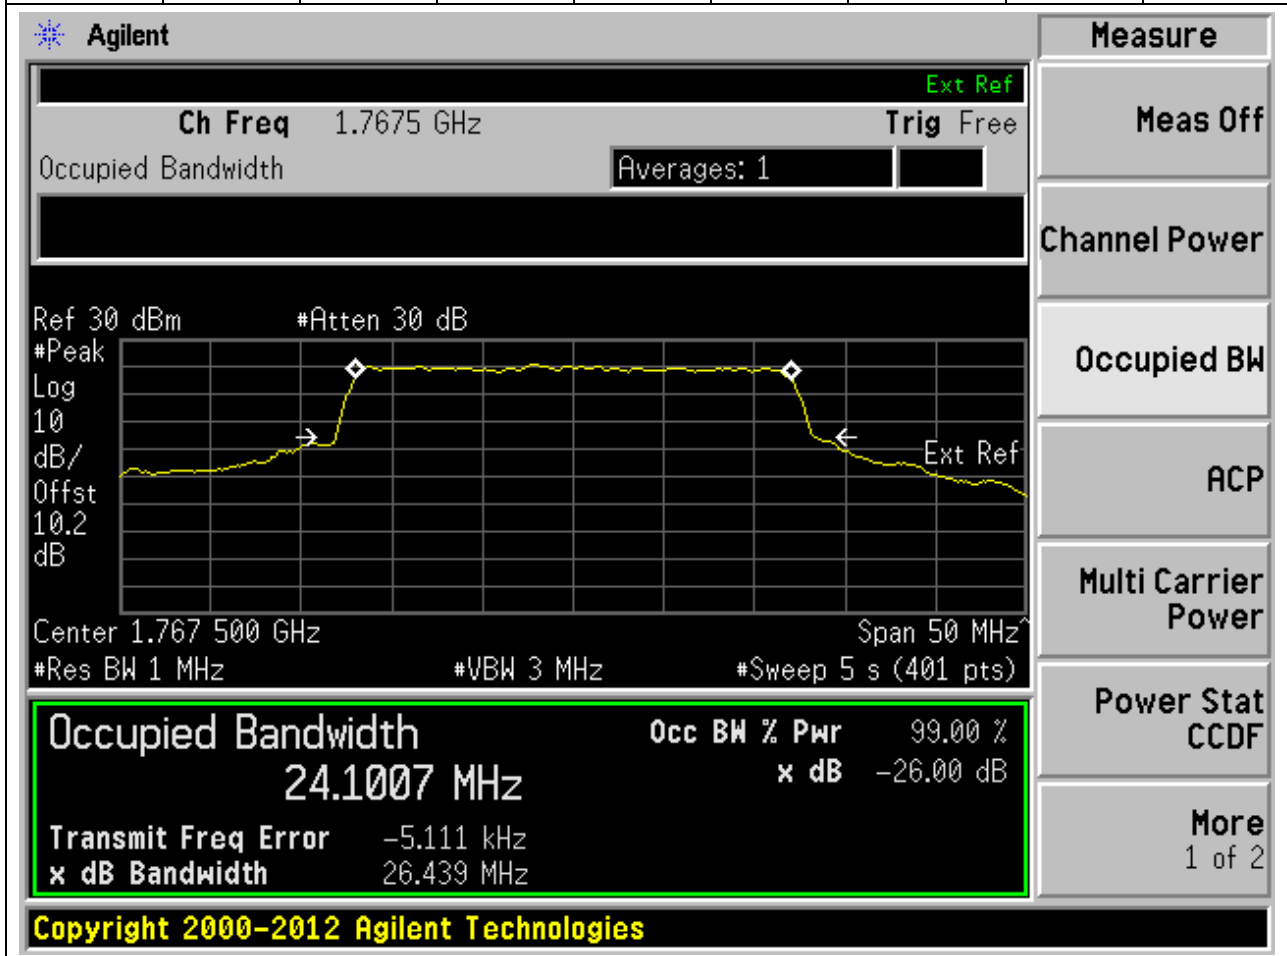 Agilent
Measure
Ext Ref
Ch Freq 1.7675 GHz Trig Free
Meas Off
Occupied Bandwidth Averages: 1
Channel Power
Ref 30 dBm #Atten 30 dB
#Peak
Log
10
dB/
Offst
10.2
dB
Ext Ref
Occupied BW
ACP
Center 1.767 500 GHz Span 50 MHz^
#Res BW 1 MHz #VBW 3 MHz #Sweep 5 s (401 pts)
Multi Carrier
Power
Occupied Bandwidth Occ BW % Pwr 99.00 %
24.1007 MHz x dB -26.00 dB
Transmit Freq Error -5.111 kHz
x dB Bandwidth 26.439 MHz
Power Stat
CCDF
More
1 of 2
Copyright 2000-2012 Agilent Technologies